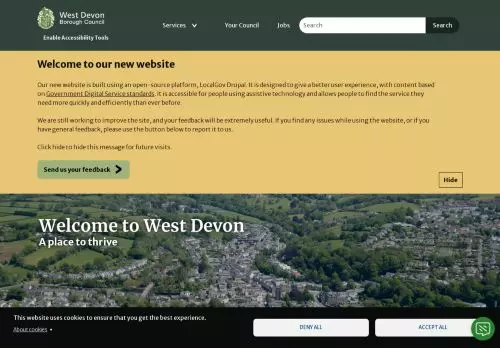 West Devon
Borough Council
Enable Accessibility Tools
Services
Your Council
Jobs
Search
Search
Welcome to our new website
Our new website is built using an open-source platform, LocalGov Drupal. It is designed to give a better user experience, with content based
on Government Digital Service standards. It is accessible for people using assistive technology and allows people to find the service they
need more quickly and efficiently than ever before.
We are still working to improve the site, and your feedback will be extremely useful. If you find any issues while using the website, or if you
have general feedback, please use the button below to report it to us.
Click hide to hide this message for future visits.
Send us your feedback
Hide
Welcome to West Devon
A place to thrive
This website uses cookies to ensure that you get the best experience.
About cookies
DENY ALL
ACCEPT ALL